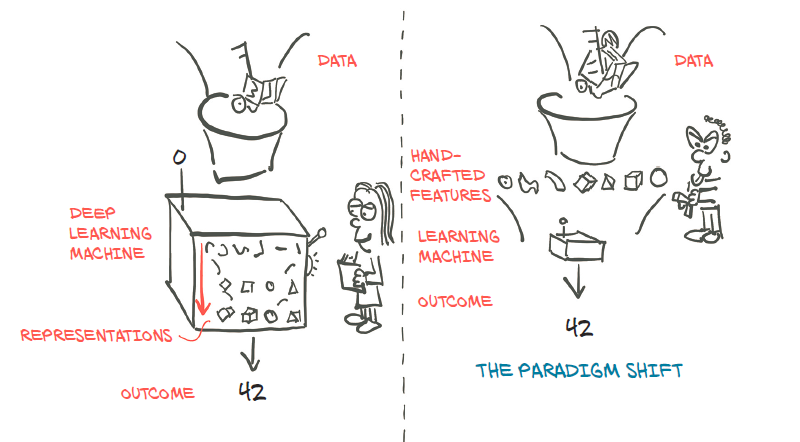 DATA
DEEP
LEARNING
MACHINE
REPRESENTATIONS
OUTCOME
42
DATA
HAND-
CRAFTED
FEATURES
LEARNING
MACHINE
OUTCOME
42
THE PARADIGM SHIFT